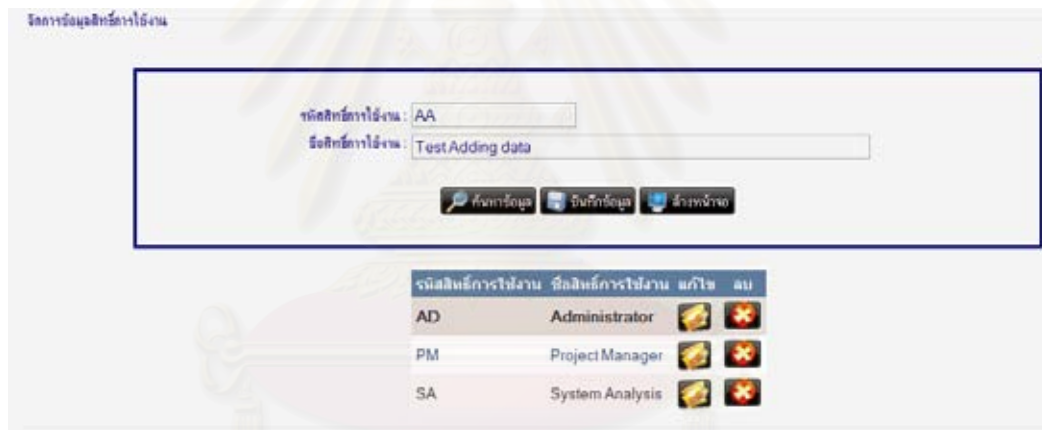 จัดการข้อมูลสิทธิ์การใช้งาน
รหัสสิทธิ์การใช้งาน : AA
ชื่อสิทธิ์การใช้งาน : Test Adding data
ค้นหาข้อมูล บันทึกข้อมูล ล้างหน้าจอ
รหัสสิทธิ์การใช้งาน ชื่อสิทธิ์การใช้งาน แก้ไข ลบ
AD Administrator
PM Project Manager
SA System Analysis